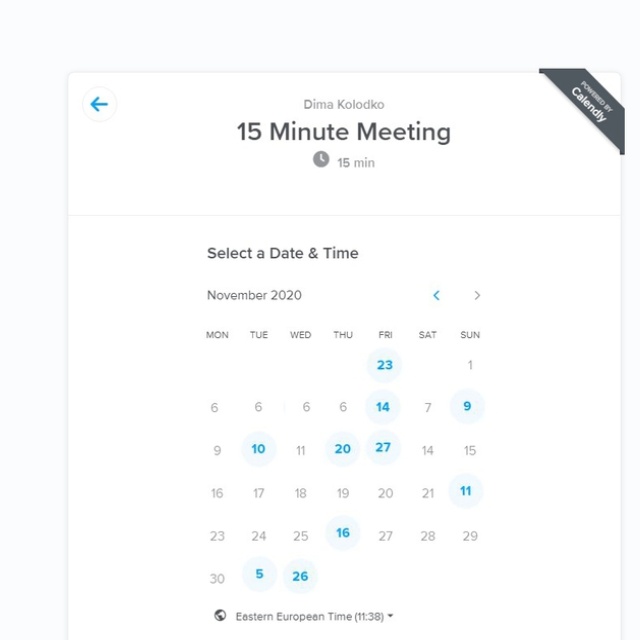 POWERED BY
Calendly
Dima Kolodko
15 Minute Meeting
15 min
Select a Date & Time
November 2020
MON TUE WED THU FRI SAT SUN
23 1
6 6 6 6 14 7 9
9 10 11 20 27 14 15
16 17 18 19 20 21 11
23 24 25 16 27 28 29
30 5 26
Eastern European Time (11:38)